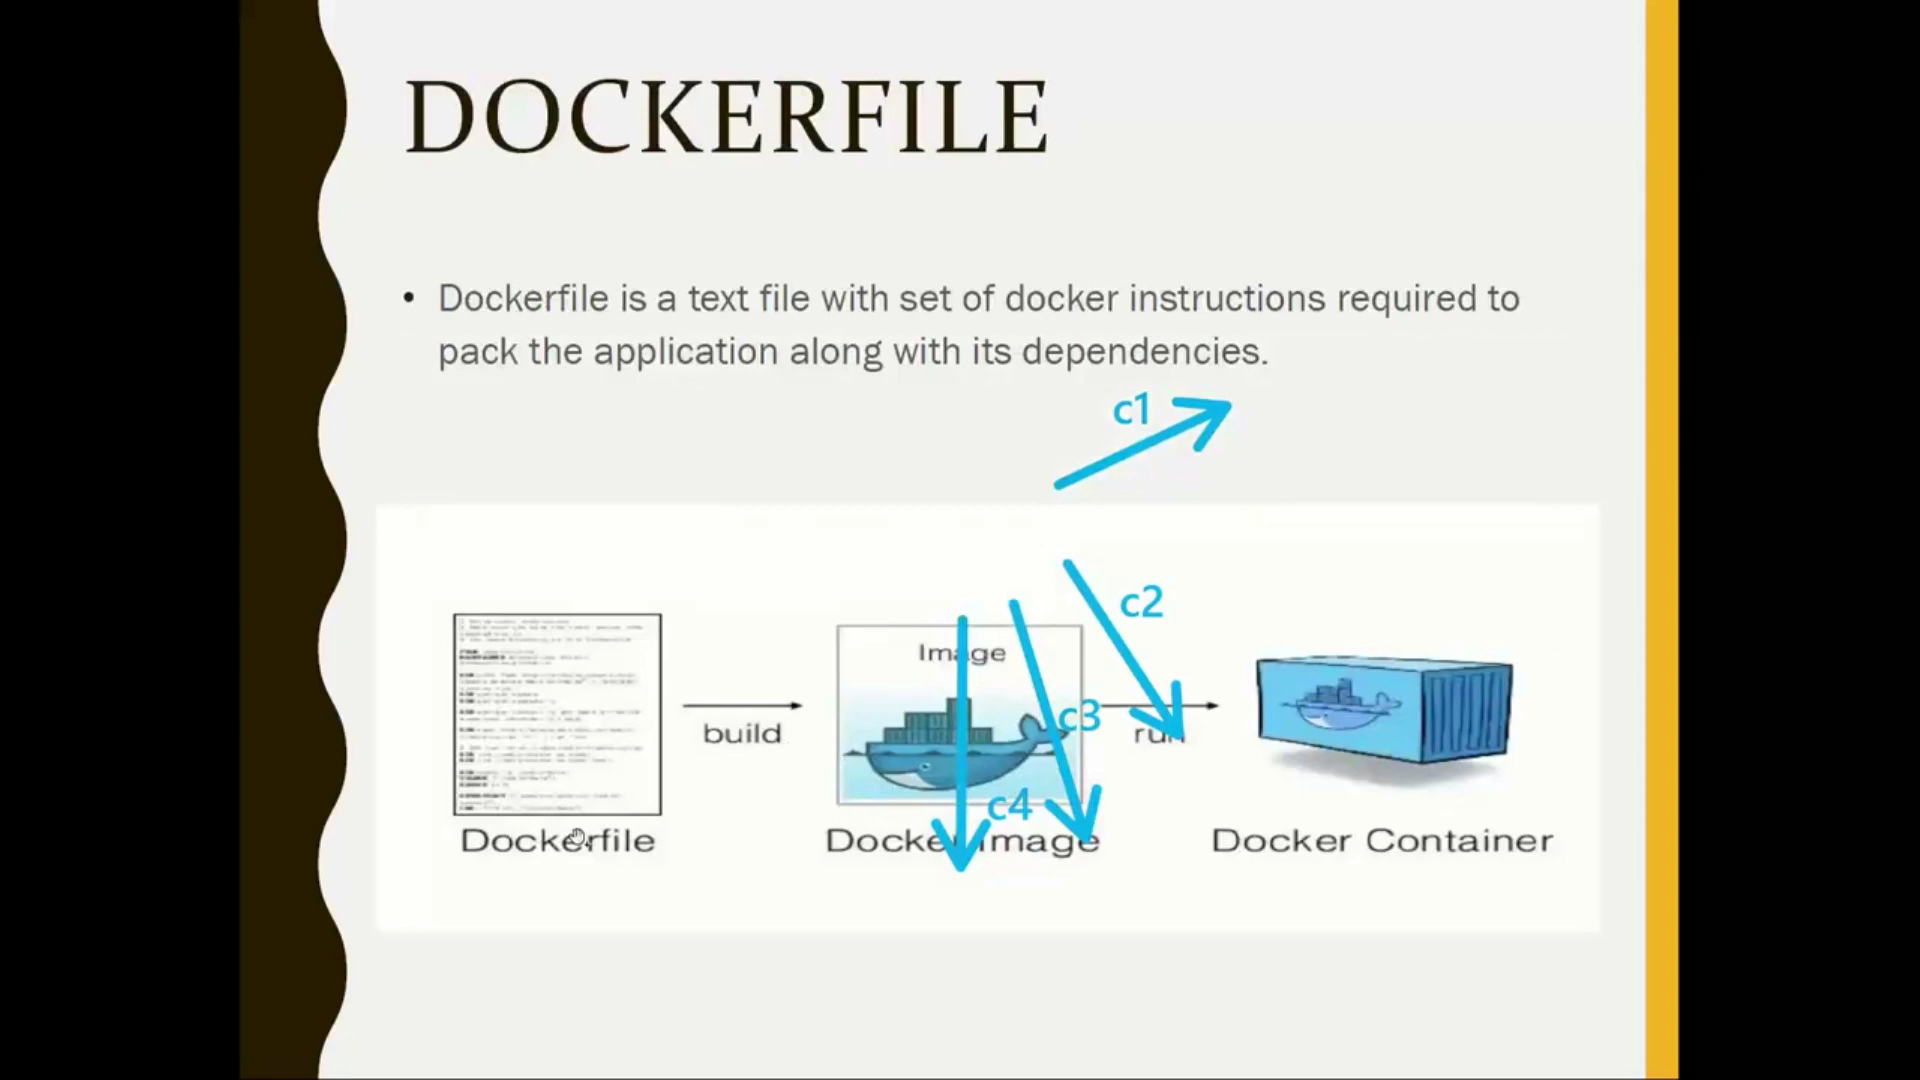 DOCKERFILE
• Dockerfile is a text file with set of docker instructions required to
pack the application along with its dependencies.
c1
c2
Image
c3
build
run
c4
Dockerfile
Docker Image
Docker Container